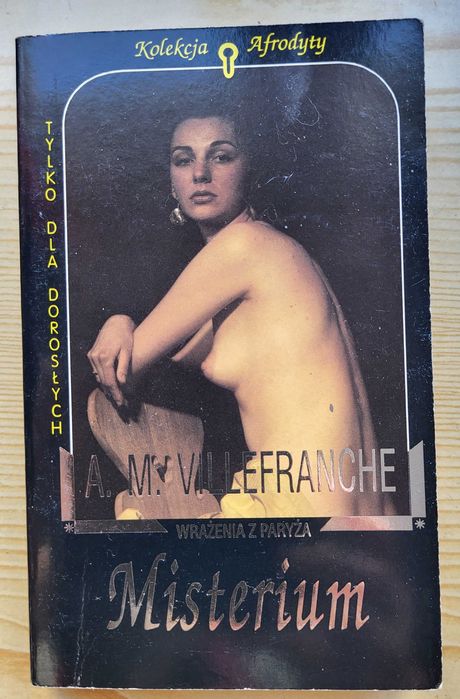 Kolekcja Afrodyty
TYLKO DLA DOROSŁYCH
A. M. VILLEFRANCHE
WRAŻENIA Z PARYŻA
Misterium